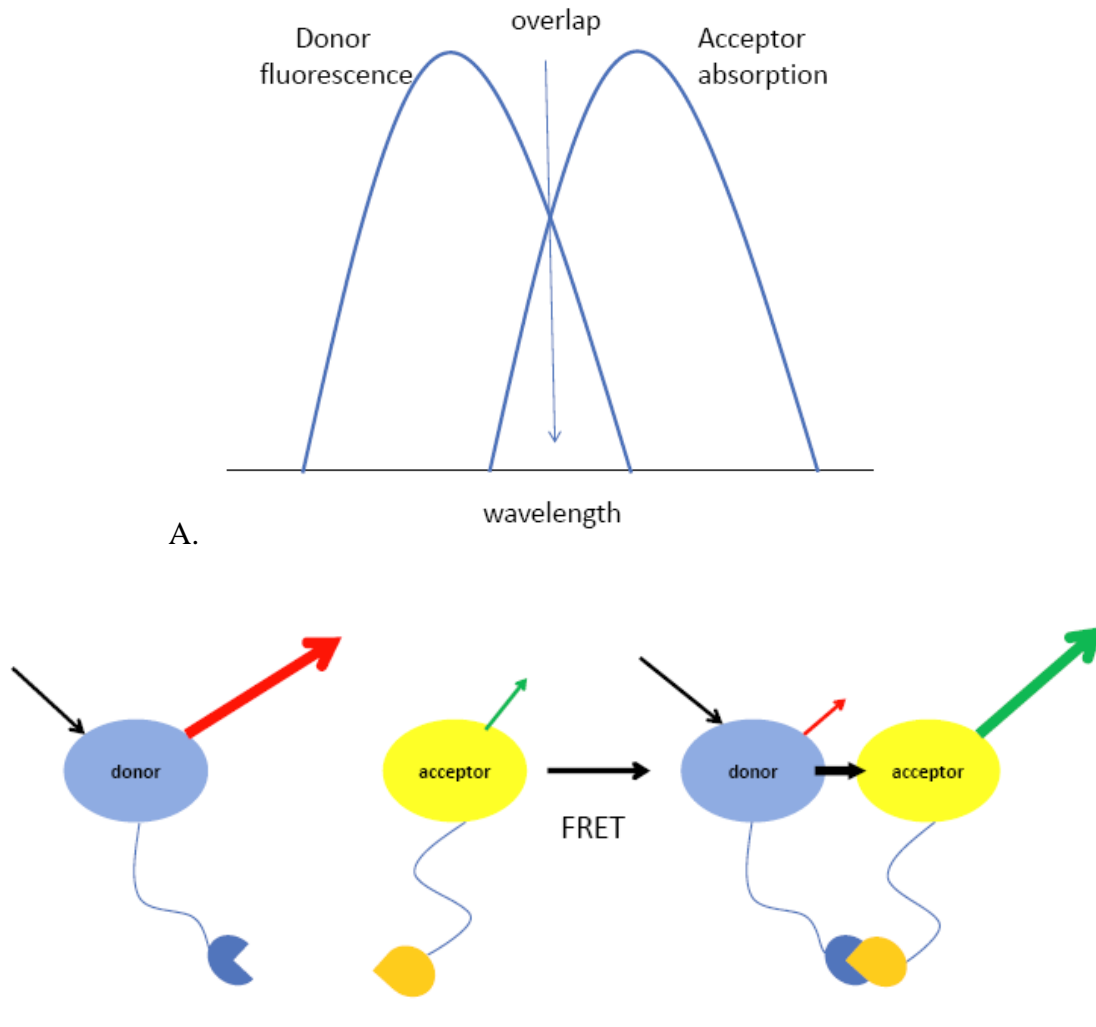 overlap
Donor
fluorescence
Acceptor
absorption
wavelength
A.
donor
acceptor
FRET
donor
acceptor